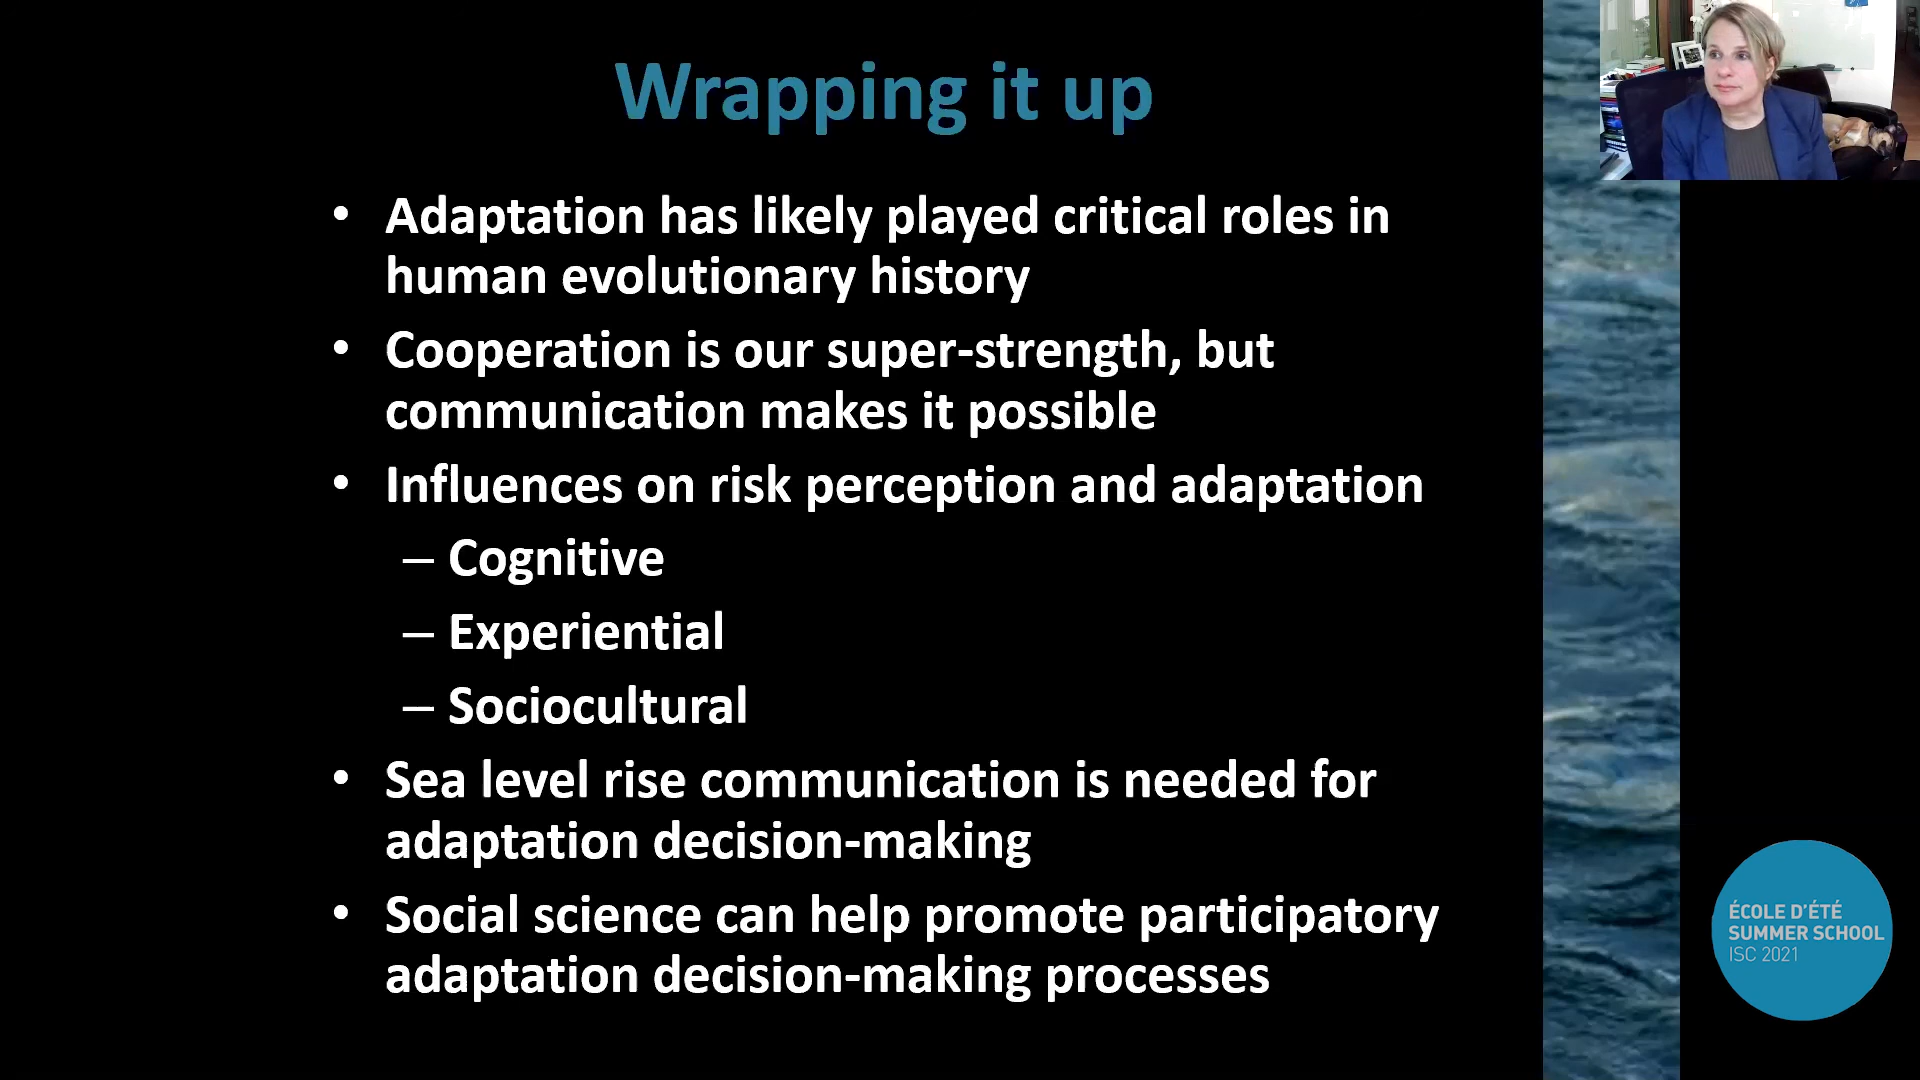 Wrapping it up
• Adaptation has likely played critical roles in
human evolutionary history
• Cooperation is our super-strength, but
communication makes it possible
• Influences on risk perception and adaptation
– Cognitive
– Experiential
– Sociocultural
• Sea level rise communication is needed for
adaptation decision-making
• Social science can help promote participatory
adaptation decision-making processes
ÉCOLE D'ÉTÉ
SUMMER SCHOOL
ISC 2021